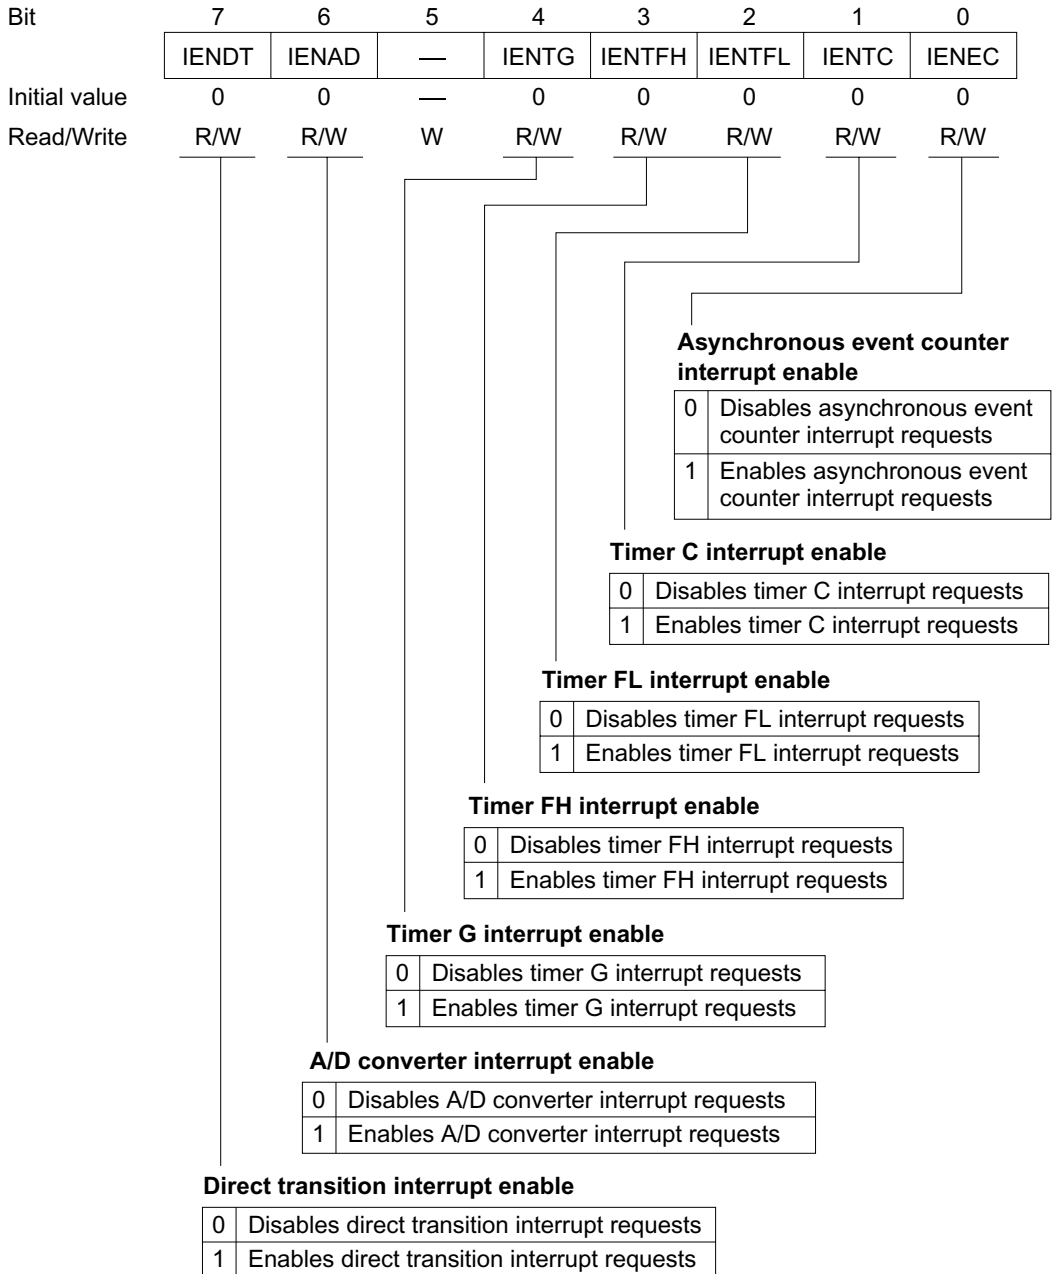 Bit 7 6 5 4 3 2 1 0
IENDT IENAD — IENTG IENTFH IENTFL IENTC IENEC
Initial value 0 0 — 0 0 0 0 0
Read/Write R/W R/W W R/W R/W R/W R/W R/W
Asynchronous event counter
interrupt enable
0 Disables asynchronous event
counter interrupt requests
1 Enables asynchronous event
counter interrupt requests
Timer C interrupt enable
0 Disables timer C interrupt requests
1 Enables timer C interrupt requests
Timer FL interrupt enable
0 Disables timer FL interrupt requests
1 Enables timer FL interrupt requests
Timer FH interrupt enable
0 Disables timer FH interrupt requests
1 Enables timer FH interrupt requests
Timer G interrupt enable
0 Disables timer G interrupt requests
1 Enables timer G interrupt requests
A/D converter interrupt enable
0 Disables A/D converter interrupt requests
1 Enables A/D converter interrupt requests
Direct transition interrupt enable
0 Disables direct transition interrupt requests
1 Enables direct transition interrupt requests